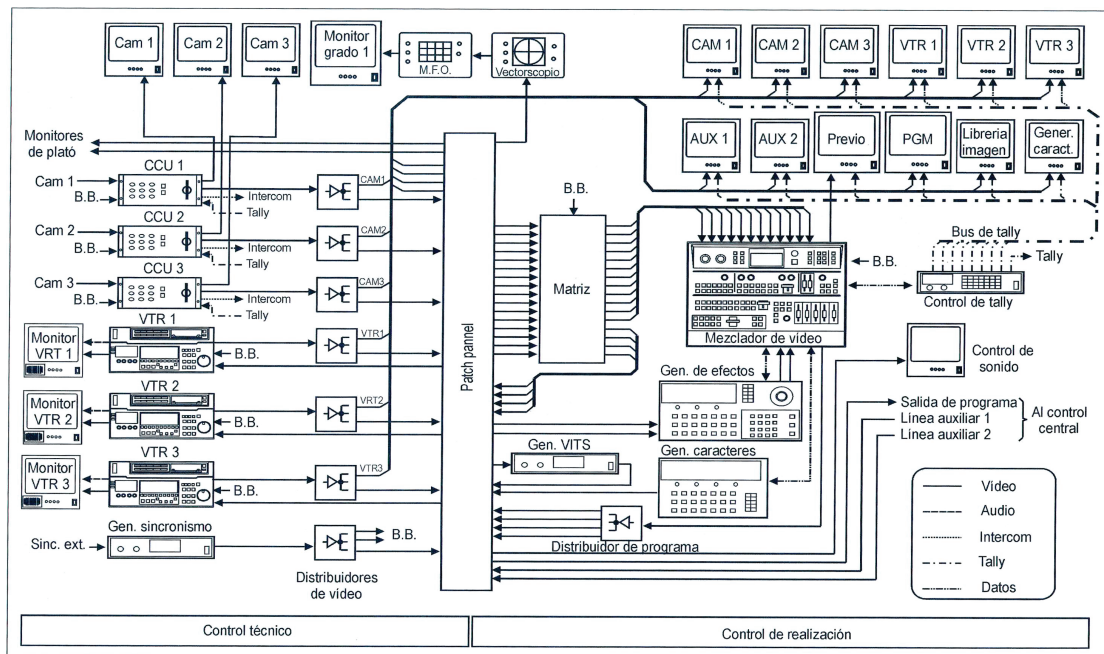 Cam 1
Cam 2
Cam 3
Monitor
grado 1
M.F.O.
Vectorscopio
CAM 1
CAM 2
CAM 3
VTR 1
VTR 2
VTR 3
AUX 1
AUX 2
Previo
PGM
Libreria
imagen
Gener.
caract.
Monitores
de plató
CCU 1
Cam 1
B.B.
Intercom
Tally
CAM1
CCU 2
Cam 2
B.B.
Intercom
Tally
CAM2
CCU 3
Cam 3
B.B.
Intercom
Tally
CAM3
VTR 1
Monitor
VRT 1
B.B.
VTR1
VTR 2
Monitor
VTR 2
B.B.
VRT2
VTR 3
Monitor
VTR 3
B.B.
VTR3
Gen. sincronismo
Sinc. ext.
B.B.
Distribuidores
de vídeo
Patch pannel
B.B.
Matriz
B.B.
Mezclador de vídeo
Bus de tally
Tally
Control de tally
Control de
sonido
Gen. de efectos
Gen. VITS
Gen. caracteres
Distribuidor de programa
Salida de programa
Linea auxiliar 1
Linea auxiliar 2
Al control
central
Video
Audio
Intercom
Tally
Datos
Control técnico
Control de realización